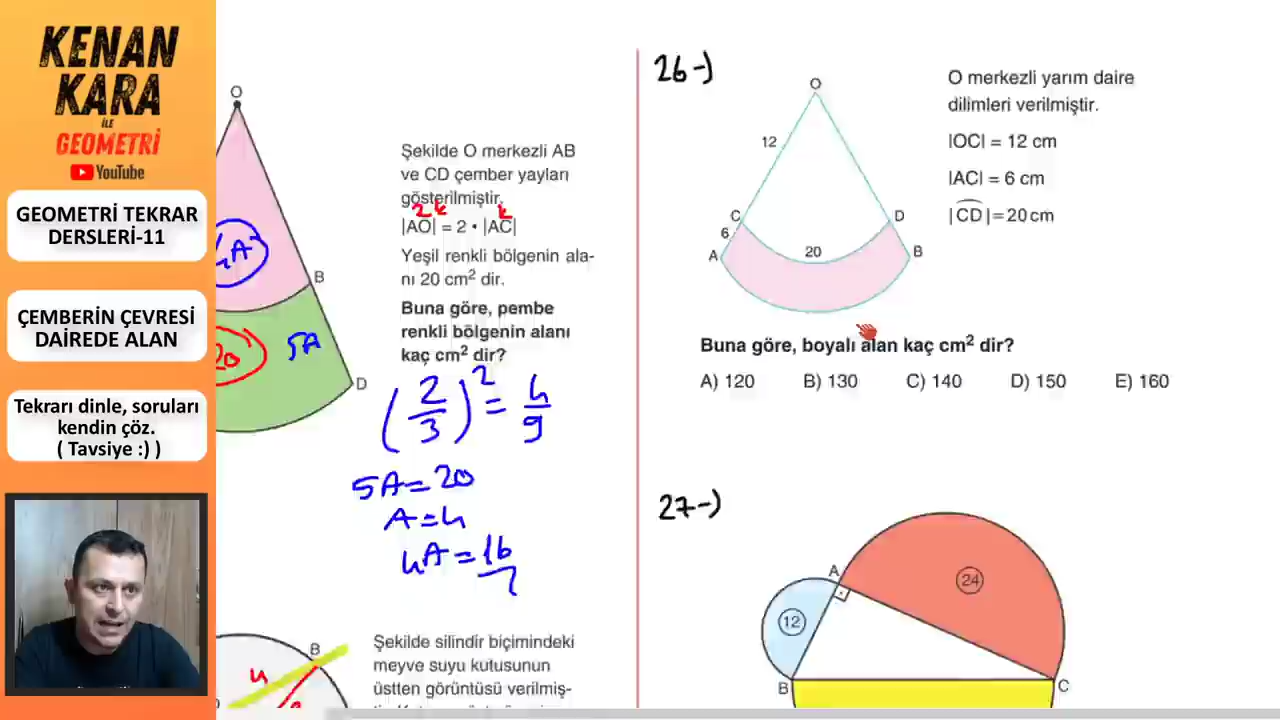 KENAN
KARA
İLE
GEOMETRİ
YouTube
GEOMETRİ TEKRAR
DERSLERİ-11
ÇEMBERİN ÇEVRESİ
DAİREDE ALAN
Tekrarı dinle, soruları
kendin çöz.
( Tavsiye :) )
O
4A
B
20
5A
D
Şekilde O merkezli AB
ve CD çember yayları
gösterilmiştir.
2k k
|AO| = 2 • |AC|
Yeşil renkli bölgenin ala-
nı 20 cm² dir.
Buna göre, pembe
renkli bölgenin alanı
kaç cm² dir?
(2/3)² = 4/9
5A=20
A=4
4A=16
B
4
Şekilde silindir biçimindeki
meyve suyu kutusunun
üstten görüntüsü verilmiş-
26-)
O
12
C
D
6
A
B
20
O merkezli yarım daire
dilimleri verilmiştir.
|OC| = 12 cm
|AC| = 6 cm
|CD| = 20 cm
Buna göre, boyalı alan kaç cm² dir?
A) 120 B) 130 C) 140 D) 150 E) 160
27-)
A
24
12
B
C